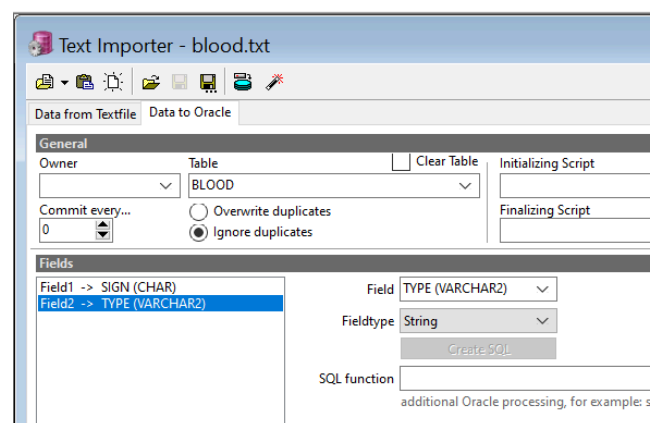 Text Importer - blood.txt
Data from Textfile Data to Oracle
General
Owner Table Clear Table Initializing Script
BLOOD
Commit every... Overwrite duplicates Finalizing Script
0 Ignore duplicates
Fields
Field1 -> SIGN (CHAR) Field TYPE (VARCHAR2)
Field2 -> TYPE (VARCHAR2)
Fieldtype String
Create SQL
SQL function
additional Oracle processing, for example: s